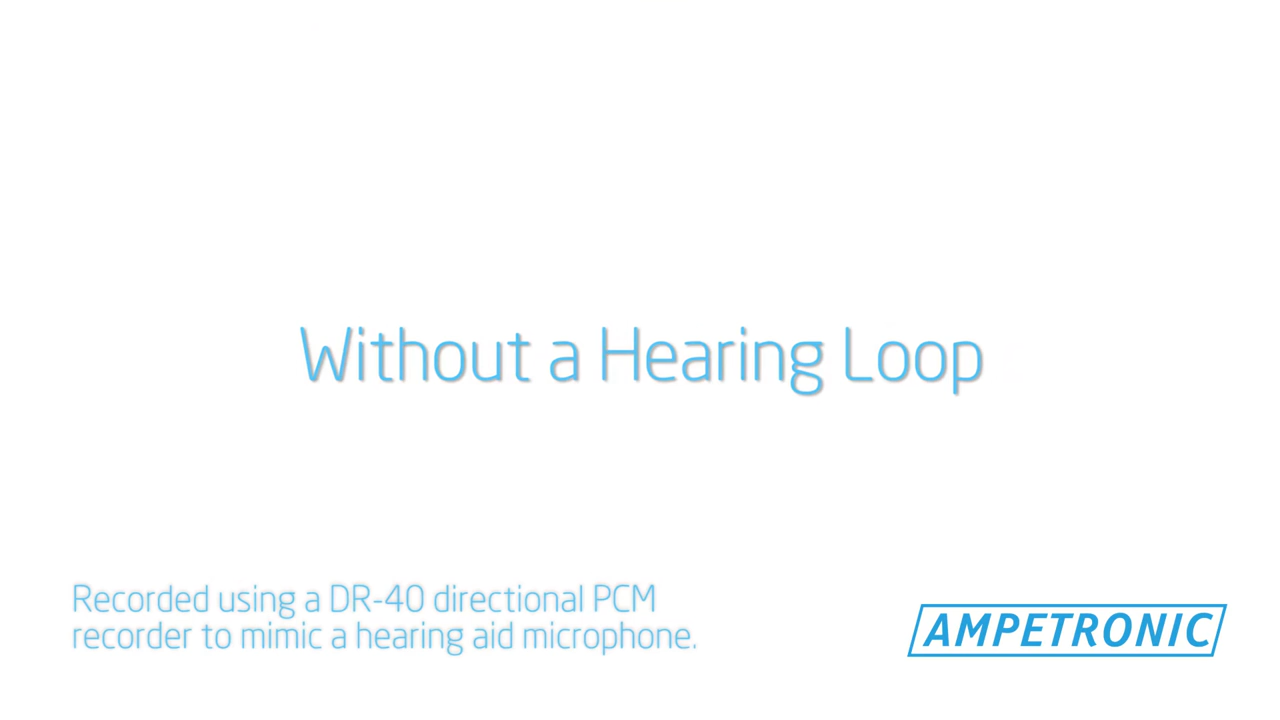 Without a Hearing Loop
Recorded using a DR-40 directional PCM
recorder to mimic a hearing aid microphone.
AMPETRONIC